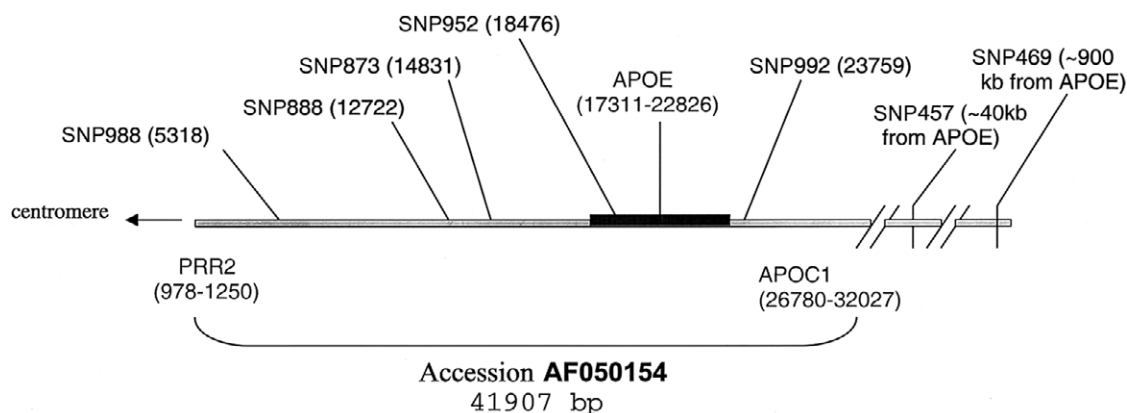 SNP952 (18476)
SNP873 (14831)
SNP888 (12722)
SNP988 (5318)
APOE
(17311-22826)
SNP992 (23759)
SNP469 (~900
kb from APOE)
SNP457 (~40kb
from APOE)
centromere
PRR2
(978-1250)
APOC1
(26780-32027)
Accession AF050154
41907 bp